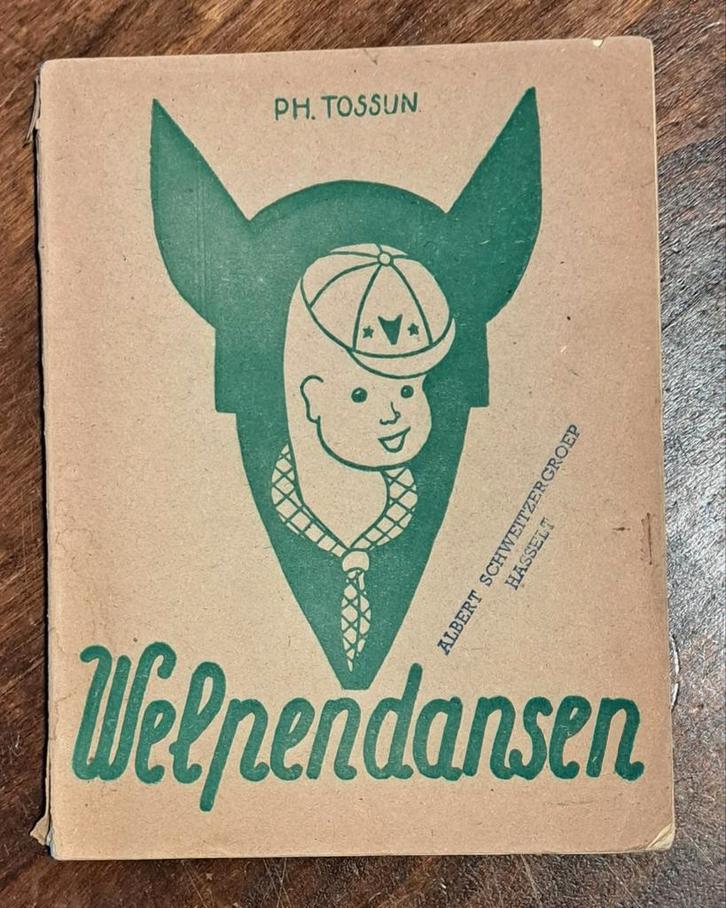 PH. TOSSUN
ALBERT SCHWEITZERGROEP
HASSELT
Welpendansen